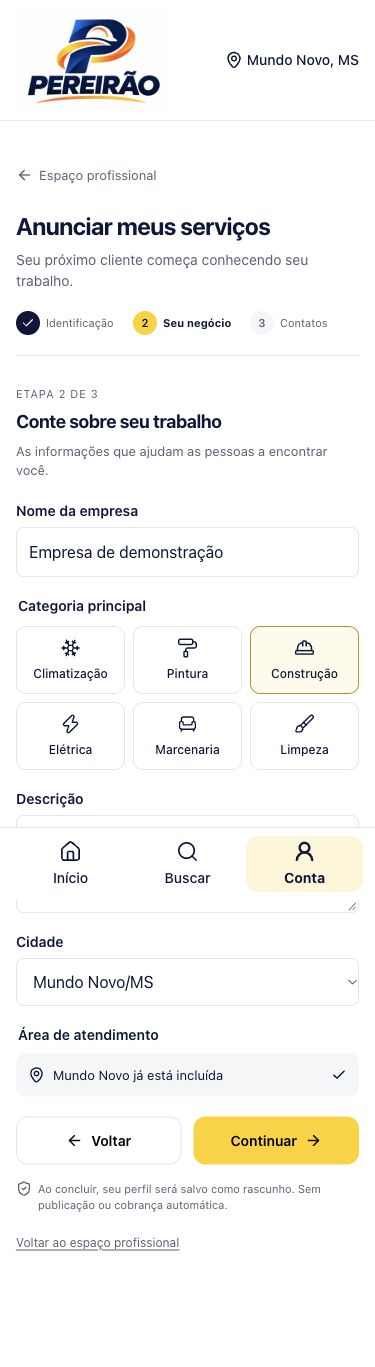 PEREIRÃO
Mundo Novo, MS
Espaço profissional
Anunciar meus serviços
Seu próximo cliente começa conhecendo seu
trabalho.
Identificação
2 Seu negócio
3 Contatos
ETAPA 2 DE 3
Conte sobre seu trabalho
As informações que ajudam as pessoas a encontrar
você.
Nome da empresa
Empresa de demonstração
Categoria principal
Climatização
Pintura
Construção
Elétrica
Marcenaria
Limpeza
Descrição
Início
Buscar
Conta
Cidade
Mundo Novo/MS
Área de atendimento
Mundo Novo já está incluída
Voltar
Continuar
Ao concluir, seu perfil será salvo como rascunho. Sem
publicação ou cobrança automática.
Voltar ao espaço profissional